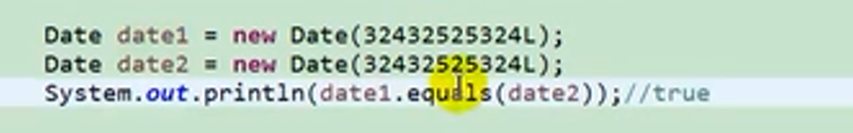 Date date1 = new Date(32432525324L);
Date date2 = new Date(32432525324L);
System.out.println(date1.equals(date2));//true